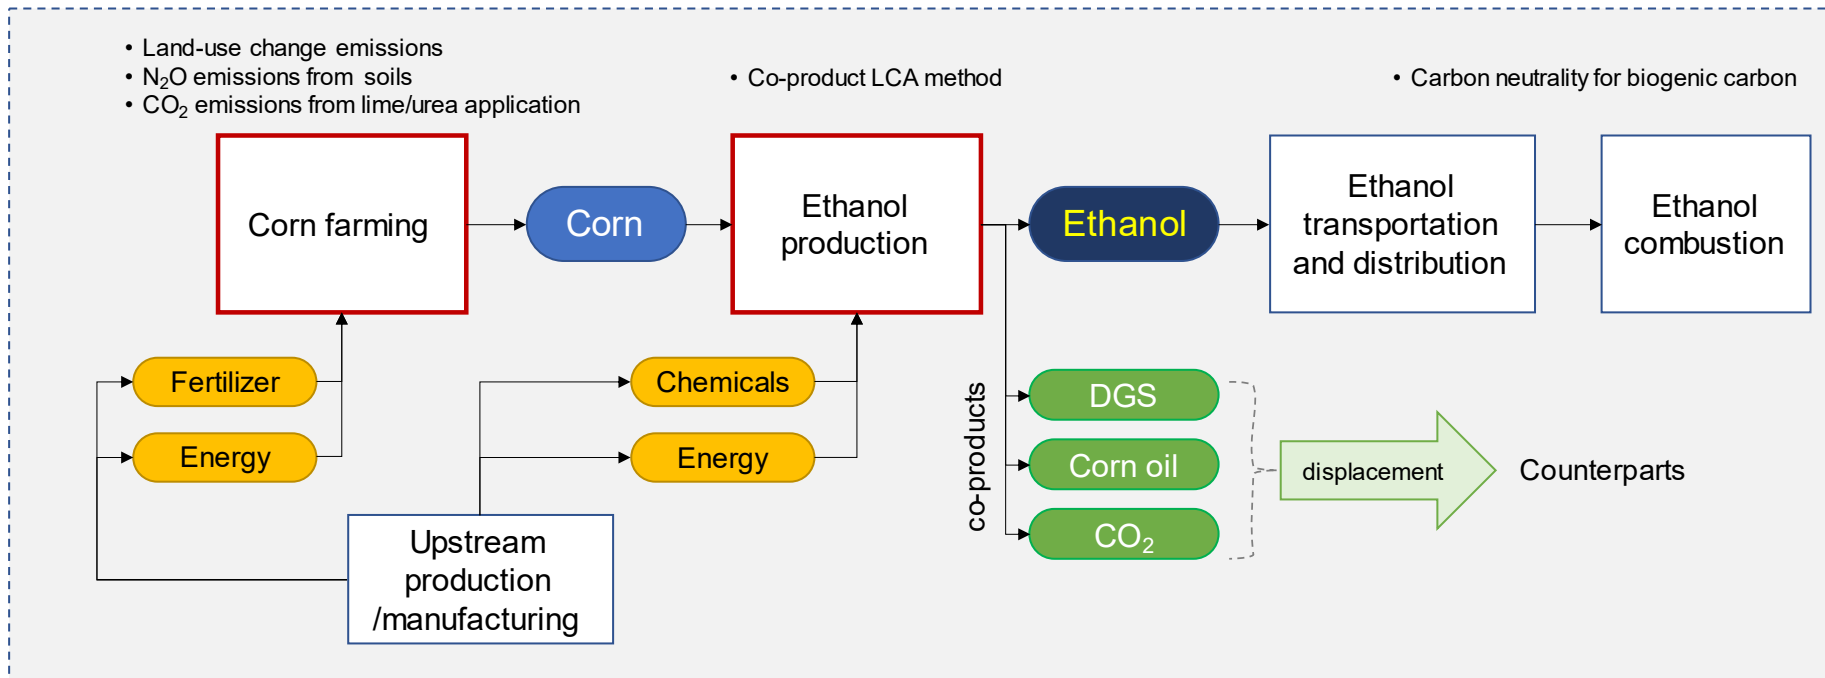 • Land-use change emissions
• N₂O emissions from soils
• CO₂ emissions from lime/urea application
• Co-product LCA method
• Carbon neutrality for biogenic carbon
Corn farming
Corn
Ethanol
production
Ethanol
Ethanol
transportation
and distribution
Ethanol
combustion
Fertilizer
Energy
Chemicals
Energy
Upstream
production
/manufacturing
co-products
DGS
Corn oil
CO₂
displacement
Counterparts